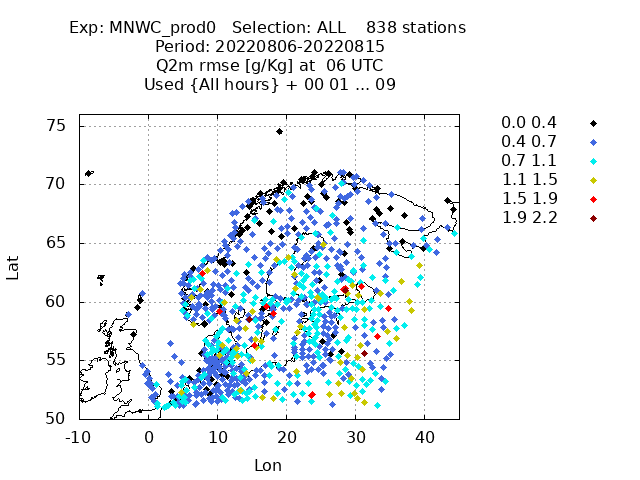 Exp: MNWC_prod0   Selection: ALL    838 stations
Period: 20220806-20220815
Q2m rmse [g/Kg] at  06 UTC
Used {All hours} + 00 01 ... 09
0.0 0.4
0.4 0.7
0.7 1.1
1.1 1.5
1.5 1.9
1.9 2.2
75
70
65
60
55
50
Lat
-10 0 10 20 30 40
Lon